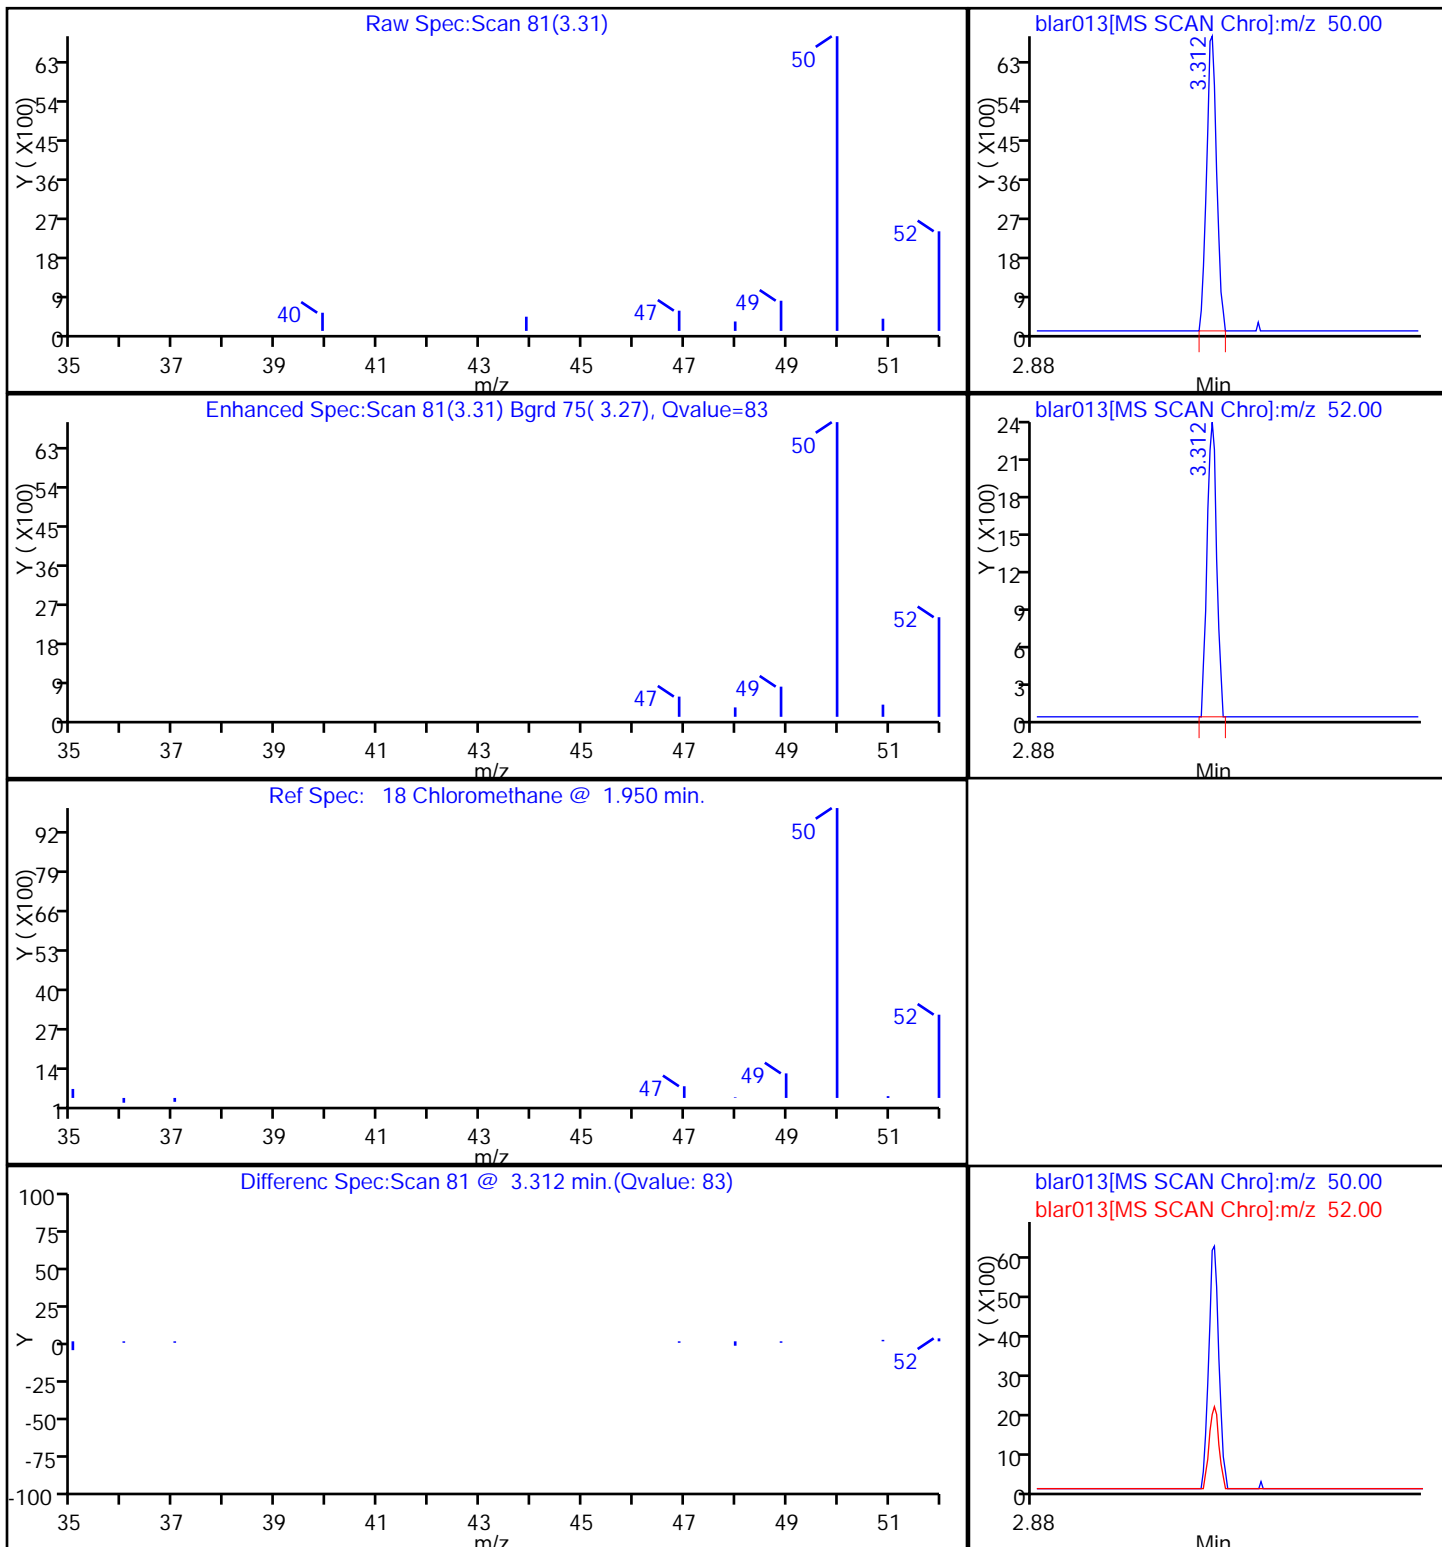 Raw Spec:Scan 81(3.31)
Y ( X100)
63
54
45
36
27
18
9
0
50
52
40
47
49
35 37 39 41 43 45 47 49 51
m/z
blar013[MS SCAN Chro]:m/z 50.00
Y ( X100)
63
54
45
36
27
18
9
0
3.312
2.88
Min
Enhanced Spec:Scan 81(3.31) Bgrd 75( 3.27), Qvalue=83
Y ( X100)
63
54
45
36
27
18
9
0
50
52
47
49
35 37 39 41 43 45 47 49 51
m/z
blar013[MS SCAN Chro]:m/z 52.00
Y ( X100)
24
21
18
15
12
9
6
3
0
3.312
2.88
Min
Ref Spec: 18 Chloromethane @ 1.950 min.
Y ( X100)
92
79
66
53
40
27
14
1
50
52
47
49
35 37 39 41 43 45 47 49 51
m/z
Differenc Spec:Scan 81 @ 3.312 min.(Qvalue: 83)
Y
100
75
50
25
0
-25
-50
-75
-100
52
35 37 39 41 43 45 47 49 51
m/z
blar013[MS SCAN Chro]:m/z 50.00
blar013[MS SCAN Chro]:m/z 52.00
Y ( X100)
60
50
40
30
20
10
0
2.88
Min